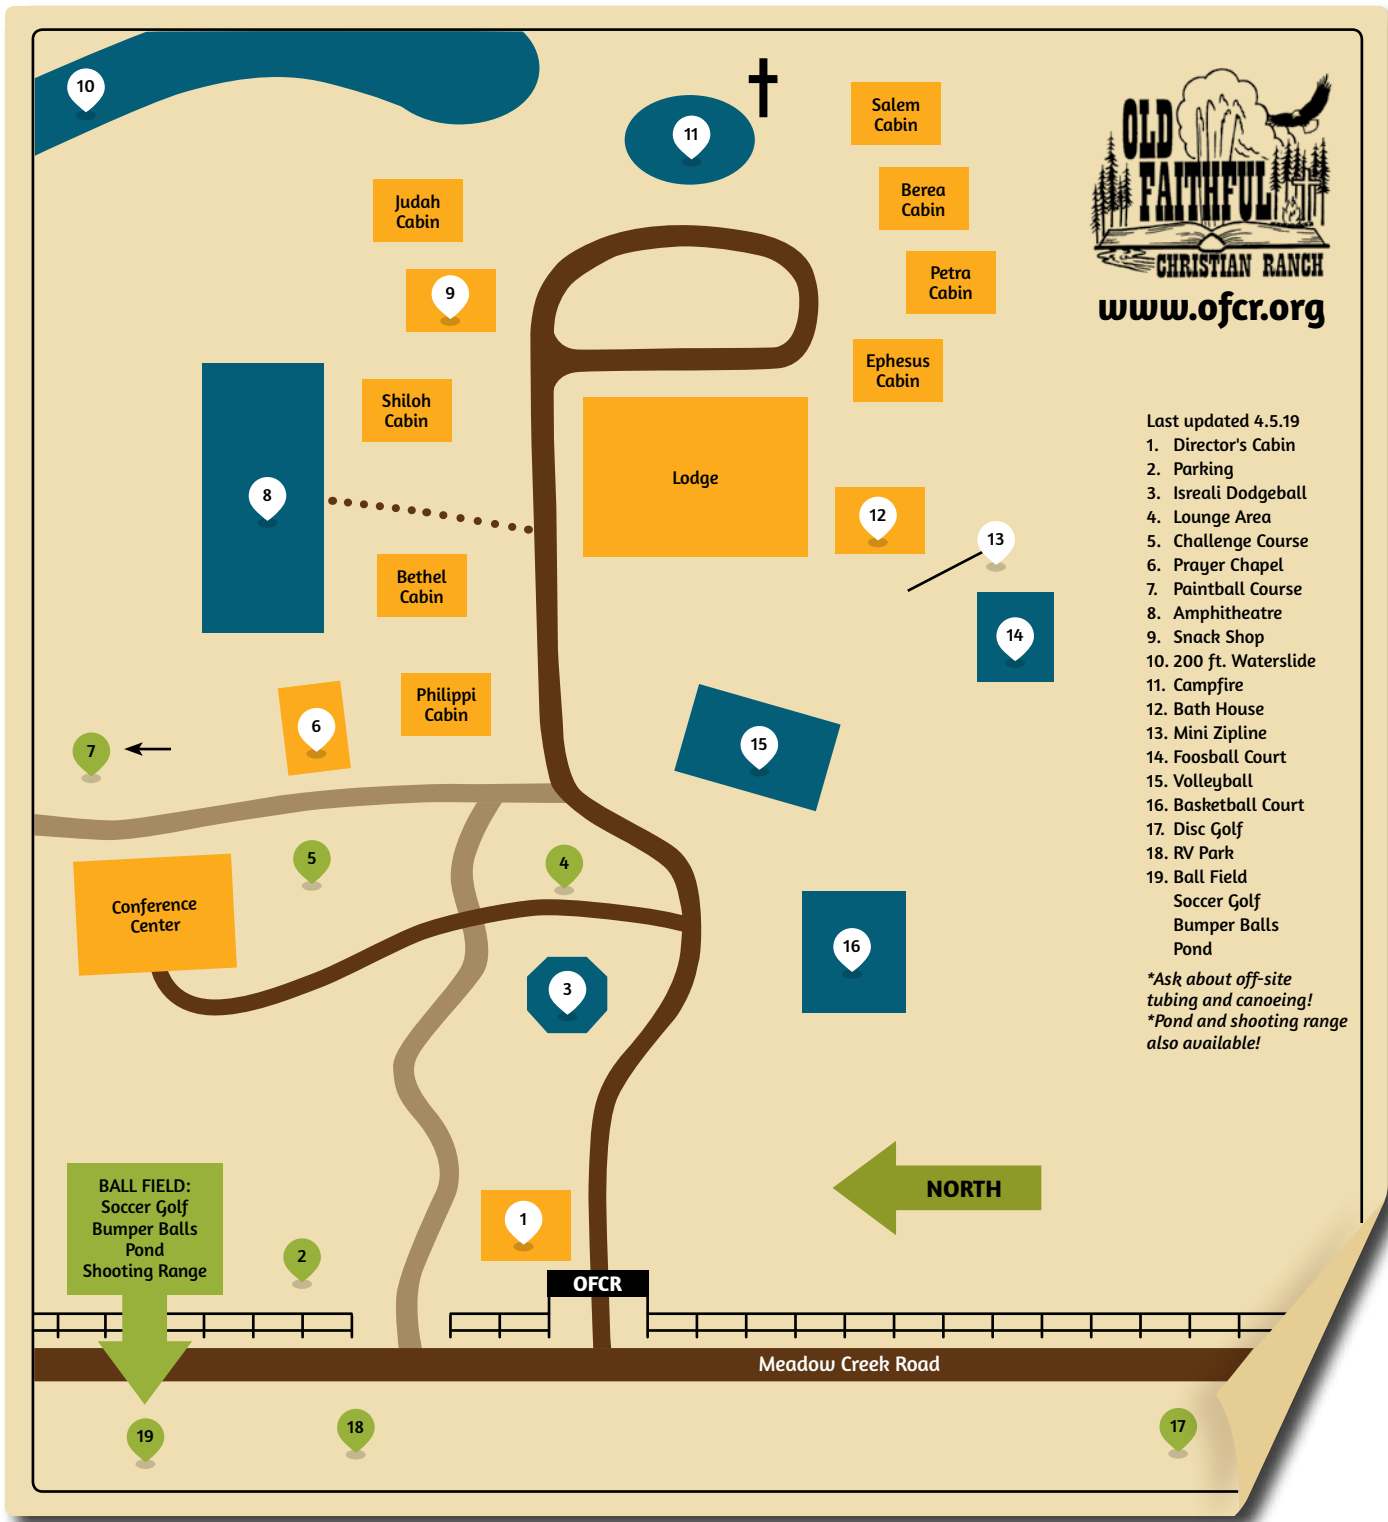 10
11
Salem
Cabin
OLD
FAITHFUL
CHRISTIAN RANCH
www.ofcr.org
Judah
Cabin
Berea
Cabin
9
Petra
Cabin
Ephesus
Cabin
Shiloh
Cabin
Lodge
8
12
13
Bethel
Cabin
14
Philippi
Cabin
6
7
15
5
4
Conference
Center
16
3
Last updated 4.5.19
1. Director's Cabin
2. Parking
3. Isreali Dodgeball
4. Lounge Area
5. Challenge Course
6. Prayer Chapel
7. Paintball Course
8. Amphitheatre
9. Snack Shop
10. 200 ft. Waterslide
11. Campfire
12. Bath House
13. Mini Zipline
14. Foosball Court
15. Volleyball
16. Basketball Court
17. Disc Golf
18. RV Park
19. Ball Field
Soccer Golf
Bumper Balls
Pond
*Ask about off-site
tubing and canoeing!
*Pond and shooting range
also available!
NORTH
BALL FIELD:
Soccer Golf
Bumper Balls
Pond
Shooting Range
1
2
OFCR
Meadow Creek Road
19
18
17